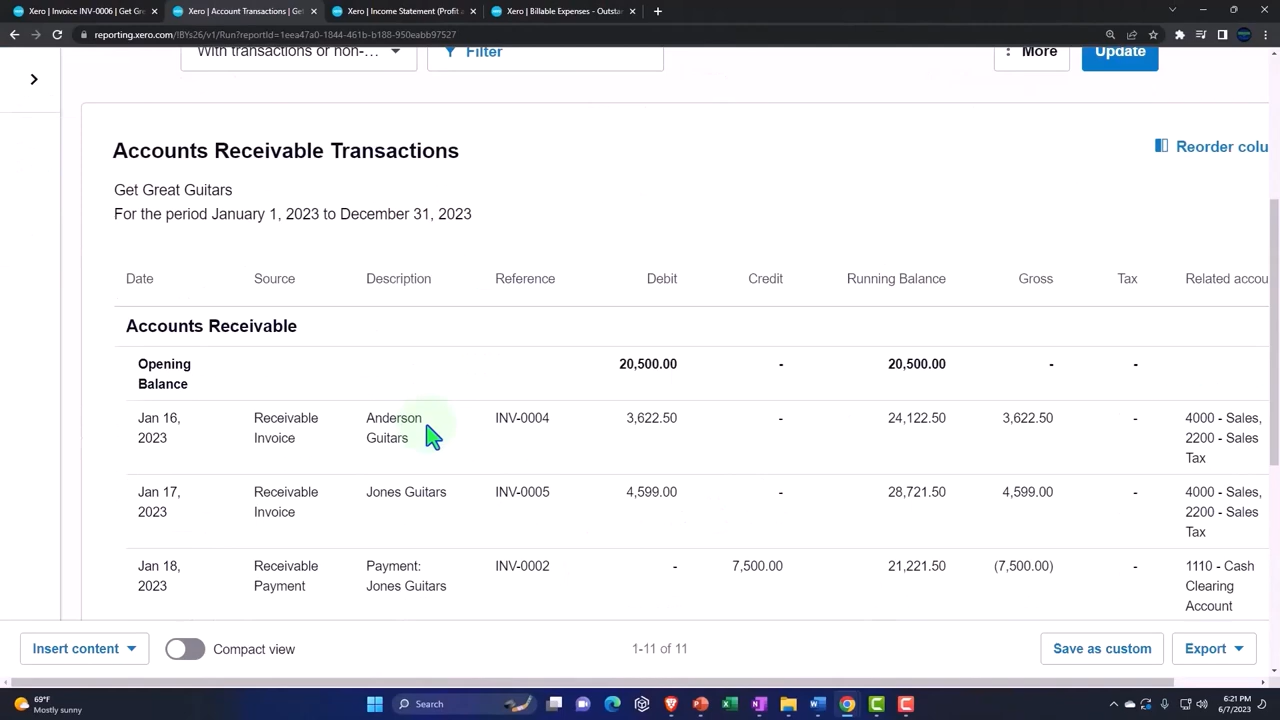 Xero | Invoice INV-0006 | Get Gre
Xero | Account Transactions | Get
Xero | Income Statement (Profit a
Xero | Billable Expenses - Outsta
reporting.xero.com/!BYs26/v1/Run?reportId=1eea47a0-1844-461b-b188-950eabb97527
With transactions or non-...
Filter
More
Update
Accounts Receivable Transactions
Reorder colu
Get Great Guitars
For the period January 1, 2023 to December 31, 2023
Date Source Description Reference Debit Credit Running Balance Gross Tax Related accou
Accounts Receivable
Opening 20,500.00 - 20,500.00 - -
Balance
Jan 16, Receivable Anderson INV-0004 3,622.50 - 24,122.50 3,622.50 - 4000 - Sales,
2023 Invoice Guitars 2200 - Sales
Tax
Jan 17, Receivable Jones Guitars INV-0005 4,599.00 - 28,721.50 4,599.00 - 4000 - Sales,
2023 Invoice 2200 - Sales
Tax
Jan 18, Receivable Payment: INV-0002 - 7,500.00 21,221.50 (7,500.00) - 1110 - Cash
2023 Payment Jones Guitars Clearing
Account
Insert content
Compact view
1-11 of 11
Save as custom
Export
69°F
Mostly sunny
Search
6:21 PM
6/7/2023